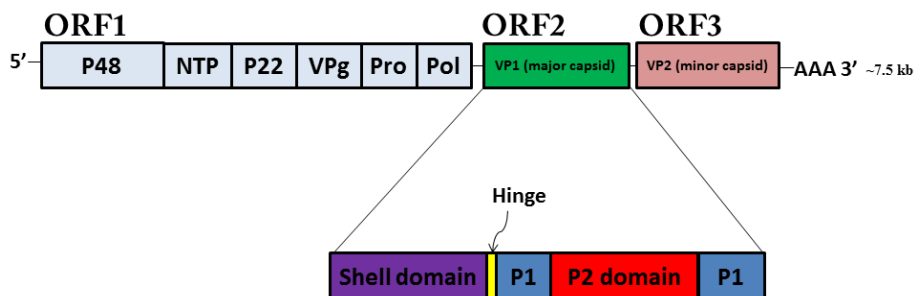 ORF1 ORF2 ORF3
5’ P48 NTP P22 VPg Pro Pol VP1 (major capsid) VP2 (minor capsid) AAA 3’ ~7.5 kb
Hinge
Shell domain P1 P2 domain P1